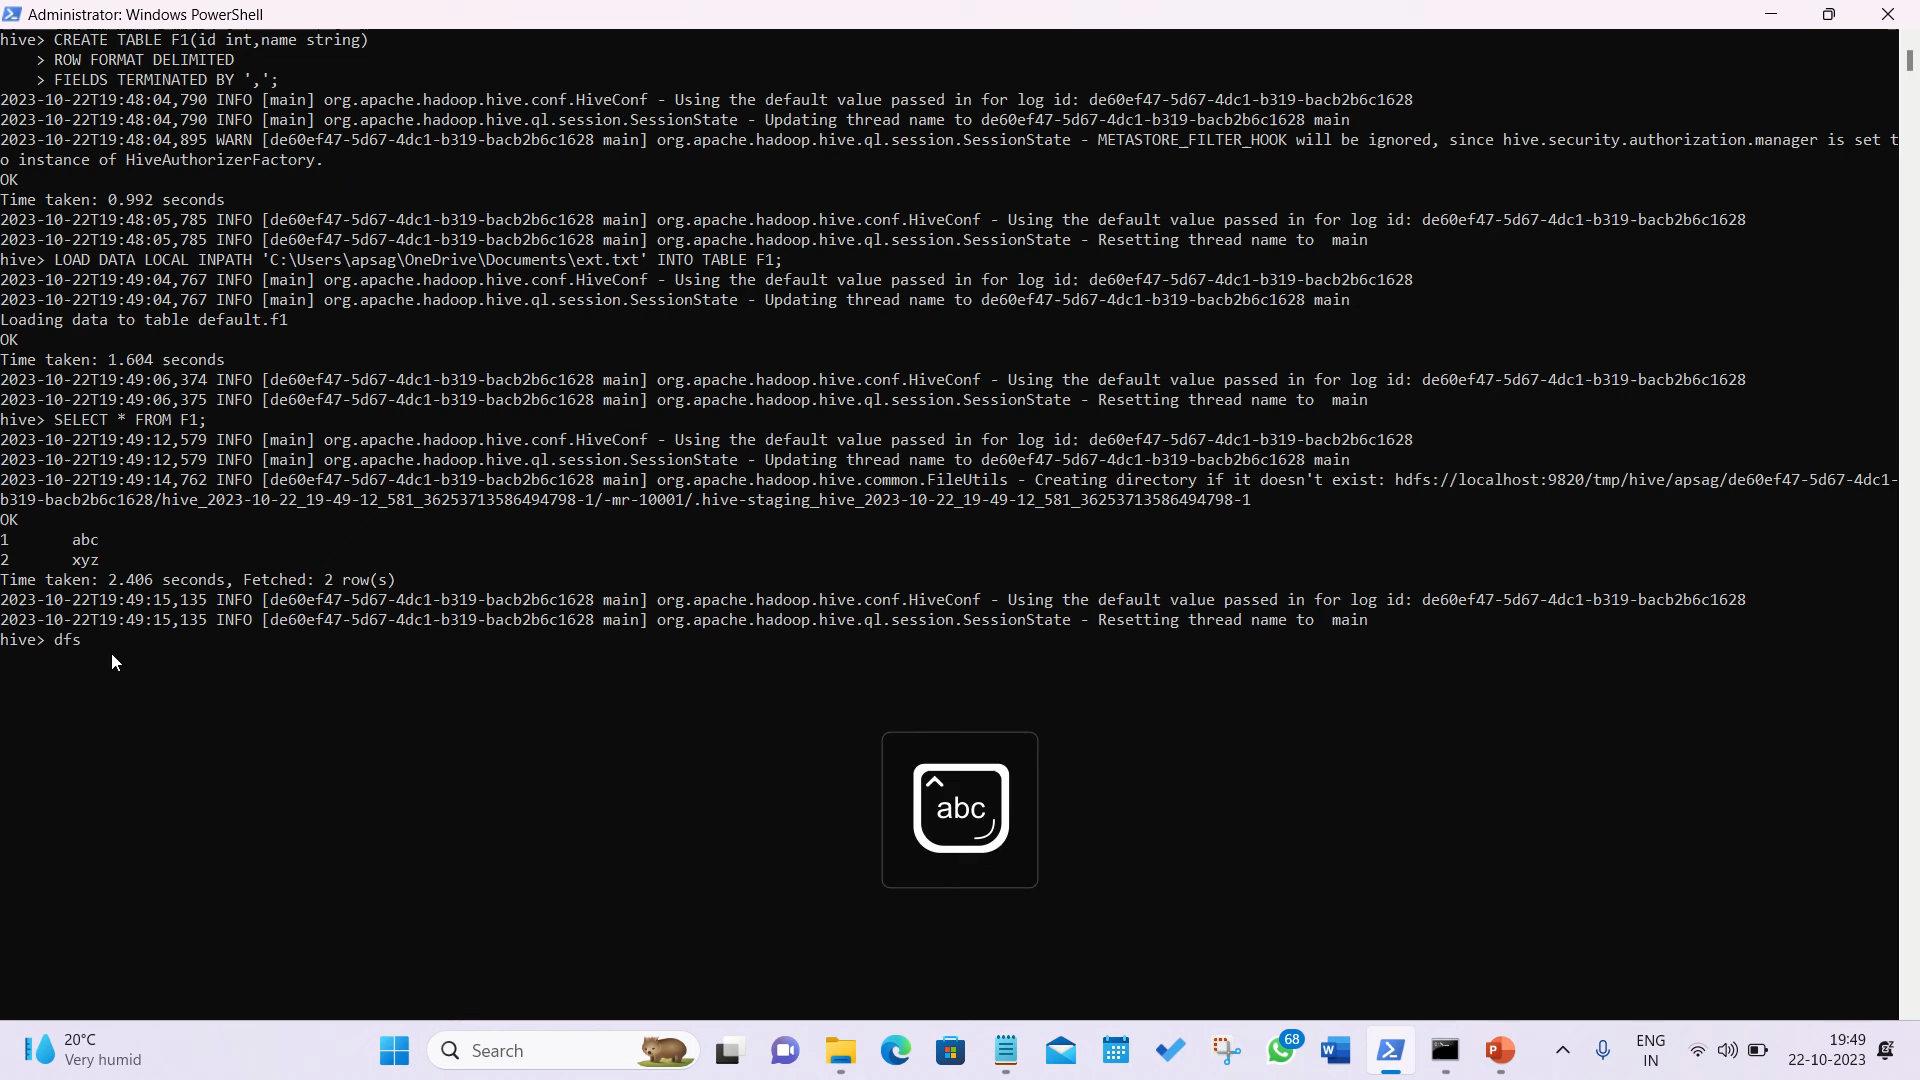 Administrator: Windows PowerShell
hive> CREATE TABLE F1(id int,name string)
    > ROW FORMAT DELIMITED
    > FIELDS TERMINATED BY ',';
2023-10-22T19:48:04,790 INFO [main] org.apache.hadoop.hive.conf.HiveConf - Using the default value passed in for log id: de60ef47-5d67-4dc1-b319-bacb2b6c1628
2023-10-22T19:48:04,790 INFO [main] org.apache.hadoop.hive.ql.session.SessionState - Updating thread name to de60ef47-5d67-4dc1-b319-bacb2b6c1628 main
2023-10-22T19:48:04,895 WARN [de60ef47-5d67-4dc1-b319-bacb2b6c1628 main] org.apache.hadoop.hive.ql.session.SessionState - METASTORE_FILTER_HOOK will be ignored, since hive.security.authorization.manager is set t
o instance of HiveAuthorizerFactory.
OK
Time taken: 0.992 seconds
2023-10-22T19:48:05,785 INFO [de60ef47-5d67-4dc1-b319-bacb2b6c1628 main] org.apache.hadoop.hive.conf.HiveConf - Using the default value passed in for log id: de60ef47-5d67-4dc1-b319-bacb2b6c1628
2023-10-22T19:48:05,785 INFO [de60ef47-5d67-4dc1-b319-bacb2b6c1628 main] org.apache.hadoop.hive.ql.session.SessionState - Resetting thread name to  main
hive> LOAD DATA LOCAL INPATH 'C:\Users\apsag\OneDrive\Documents\ext.txt' INTO TABLE F1;
2023-10-22T19:49:04,767 INFO [main] org.apache.hadoop.hive.conf.HiveConf - Using the default value passed in for log id: de60ef47-5d67-4dc1-b319-bacb2b6c1628
2023-10-22T19:49:04,767 INFO [main] org.apache.hadoop.hive.ql.session.SessionState - Updating thread name to de60ef47-5d67-4dc1-b319-bacb2b6c1628 main
Loading data to table default.f1
OK
Time taken: 1.604 seconds
2023-10-22T19:49:06,374 INFO [de60ef47-5d67-4dc1-b319-bacb2b6c1628 main] org.apache.hadoop.hive.conf.HiveConf - Using the default value passed in for log id: de60ef47-5d67-4dc1-b319-bacb2b6c1628
2023-10-22T19:49:06,375 INFO [de60ef47-5d67-4dc1-b319-bacb2b6c1628 main] org.apache.hadoop.hive.ql.session.SessionState - Resetting thread name to  main
hive> SELECT * FROM F1;
2023-10-22T19:49:12,579 INFO [main] org.apache.hadoop.hive.conf.HiveConf - Using the default value passed in for log id: de60ef47-5d67-4dc1-b319-bacb2b6c1628
2023-10-22T19:49:12,579 INFO [main] org.apache.hadoop.hive.ql.session.SessionState - Updating thread name to de60ef47-5d67-4dc1-b319-bacb2b6c1628 main
2023-10-22T19:49:14,762 INFO [de60ef47-5d67-4dc1-b319-bacb2b6c1628 main] org.apache.hadoop.hive.common.FileUtils - Creating directory if it doesn't exist: hdfs://localhost:9820/tmp/hive/apsag/de60ef47-5d67-4dc1-
b319-bacb2b6c1628/hive_2023-10-22_19-49-12_581_36253713586494798-1/-mr-10001/.hive-staging_hive_2023-10-22_19-49-12_581_36253713586494798-1
OK
1       abc
2       xyz
Time taken: 2.406 seconds, Fetched: 2 row(s)
2023-10-22T19:49:15,135 INFO [de60ef47-5d67-4dc1-b319-bacb2b6c1628 main] org.apache.hadoop.hive.conf.HiveConf - Using the default value passed in for log id: de60ef47-5d67-4dc1-b319-bacb2b6c1628
2023-10-22T19:49:15,135 INFO [de60ef47-5d67-4dc1-b319-bacb2b6c1628 main] org.apache.hadoop.hive.ql.session.SessionState - Resetting thread name to  main
hive> dfs
abc
20°C
Very humid
Search
68
ENG
IN
19:49
22-10-2023